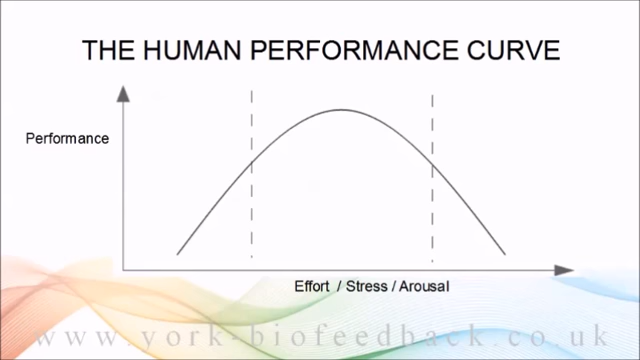 THE HUMAN PERFORMANCE CURVE
Performance
Effort / Stress / Arousal
www.york-biofeedback.co.uk